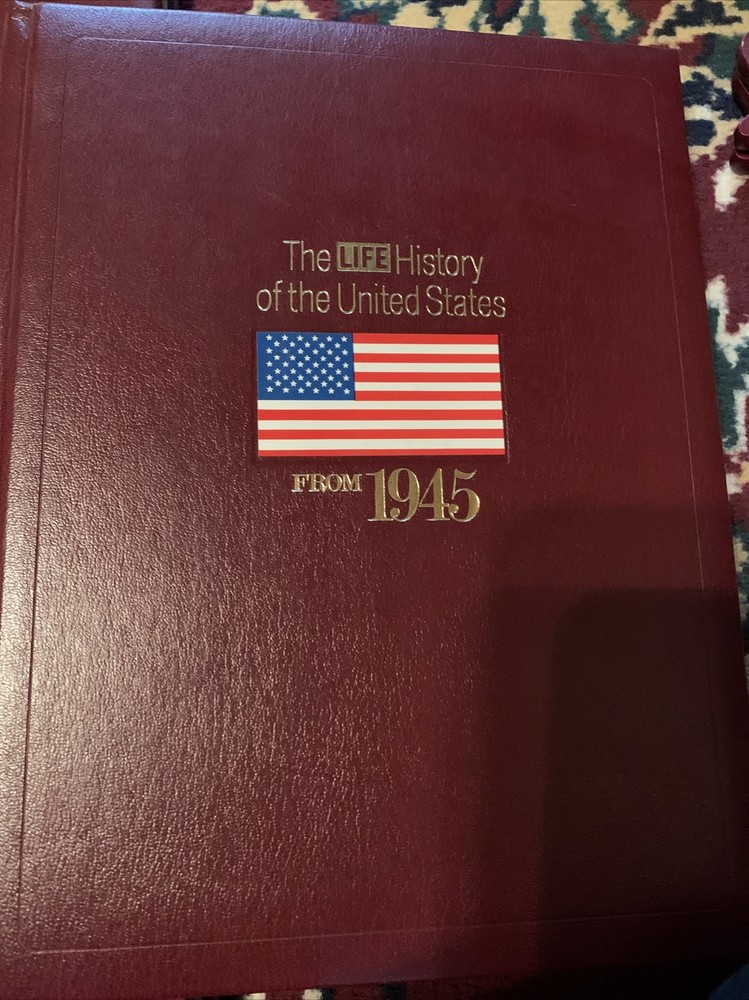 The LIFE History
of the United States
FROM 1945